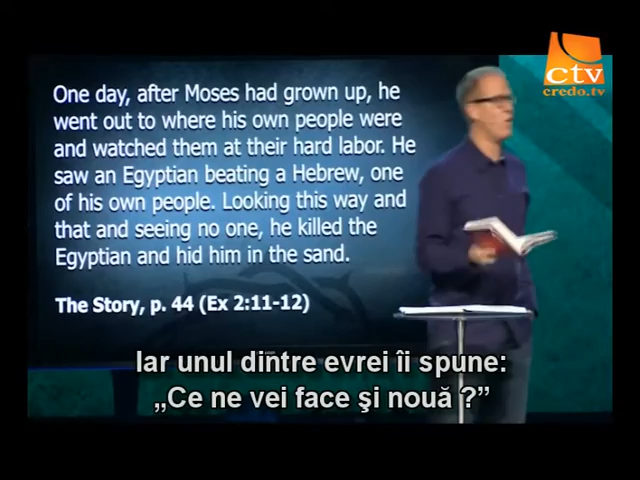 One day, after Moses had grown up, he
went out to where his own people were
and watched them at their hard labor. He
saw an Egyptian beating a Hebrew, one
of his own people. Looking this way and
that and seeing no one, he killed the
Egyptian and hid him in the sand.
The Story, p. 44 (Ex 2:11-12)
ctv
credo.tv
Iar unul dintre evrei îi spune:
„Ce ne vei face şi nouă ?”